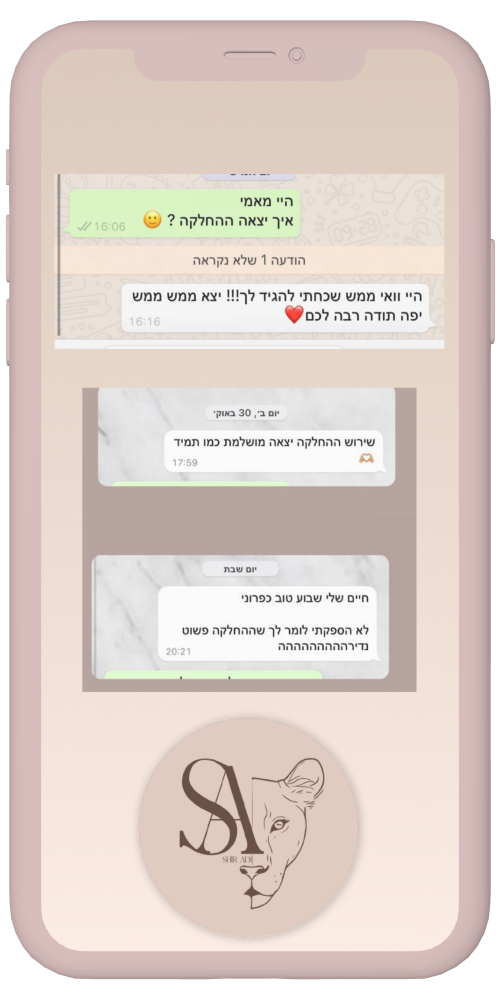 היי מאמי
איך יצאה ההחלקה ? 🙂
16:06
הודעה 1 שלא נקראה
היי וואי ממש שכחתי להגיד לך!!! יצא ממש ממש
יפה תודה רבה לכם❤️
16:16
יום ב׳, 30 באוק׳
שירוש ההחלקה יצאה מושלמת כמו תמיד
🫶🏼
17:59
יום שבת
חיים שלי שבוע טוב כפרוני
לא הספקתי לומר לך שההחלקה פשוט
נדירהההההההההה
20:21
SA
SHIR ADI